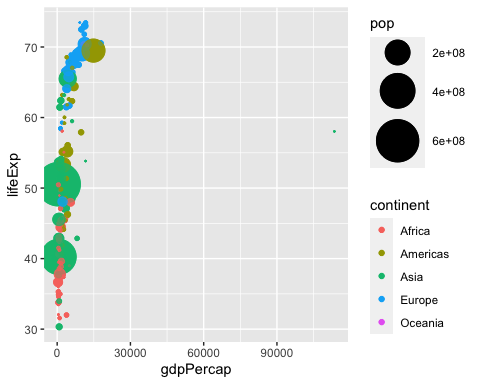 lifeExp
70
60
50
40
30
0
30000
60000
90000
gdpPercap
pop
2e+08
4e+08
6e+08
continent
Africa
Americas
Asia
Europe
Oceania